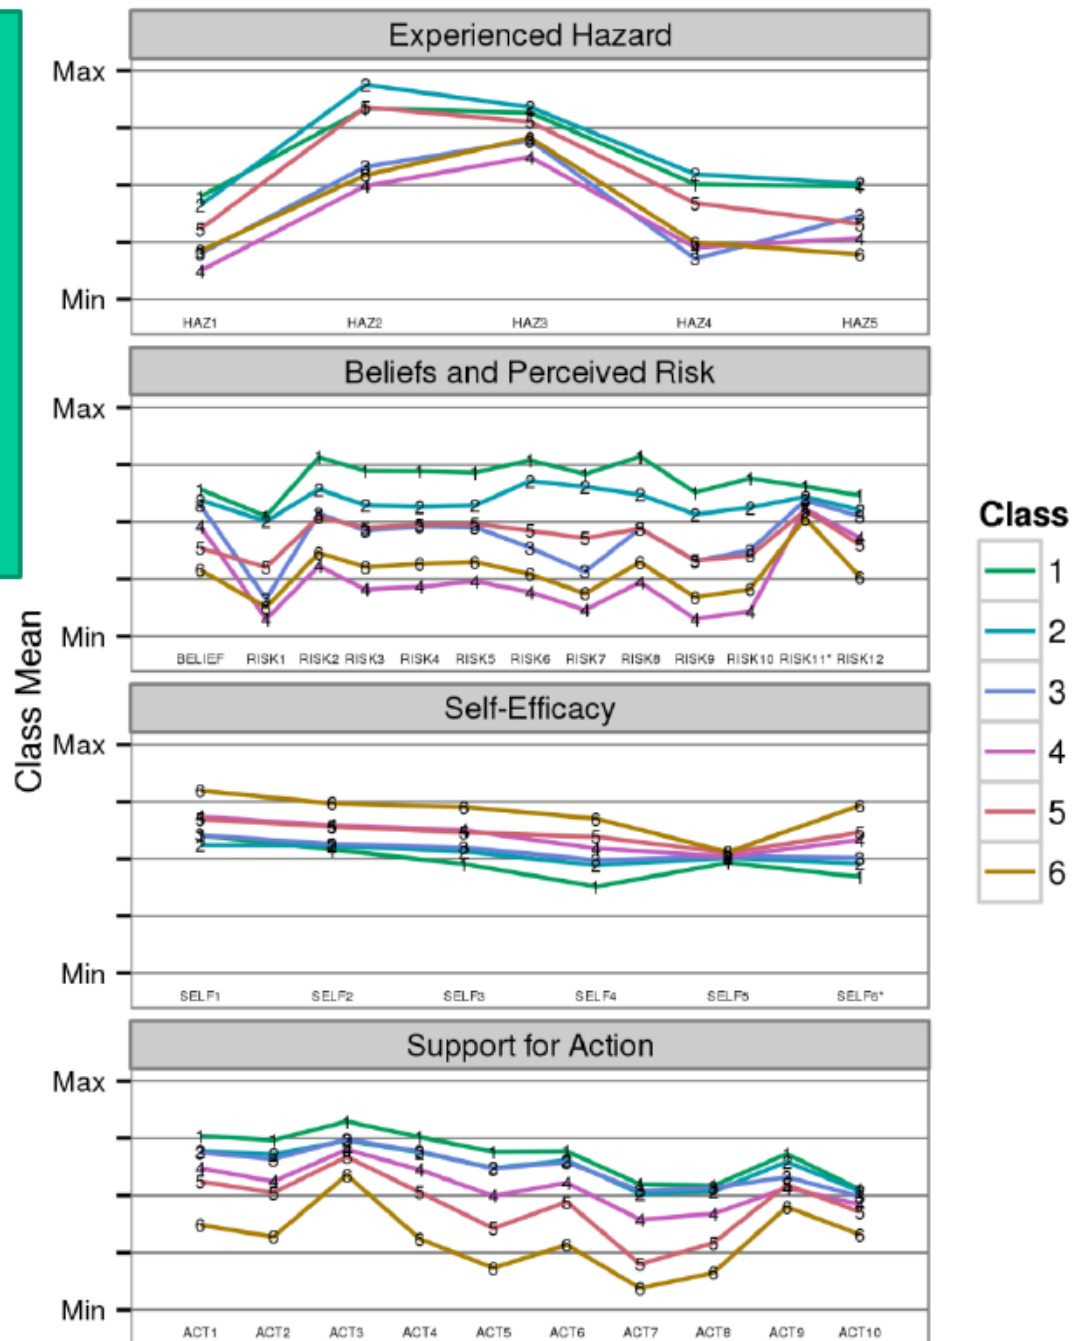 Experienced Hazard
Max
Min
HAZ1 HAZ2 HAZ3 HAZ4 HAZ5
Beliefs and Perceived Risk
Max
Min
BELIEF RISK1 RISK2 RISK3 RISK4 RISK5 RISK6 RISK7 RISK8 RISK9 RISK10 RISK11* RISK12
Class Mean
Self-Efficacy
Max
Min
SELF1 SELF2 SELF3 SELF4 SELF5 SELF6*
Support for Action
Max
Min
ACT1 ACT2 ACT3 ACT4 ACT5 ACT6 ACT7 ACT8 ACT9 ACT10
Class
1
2
3
4
5
6